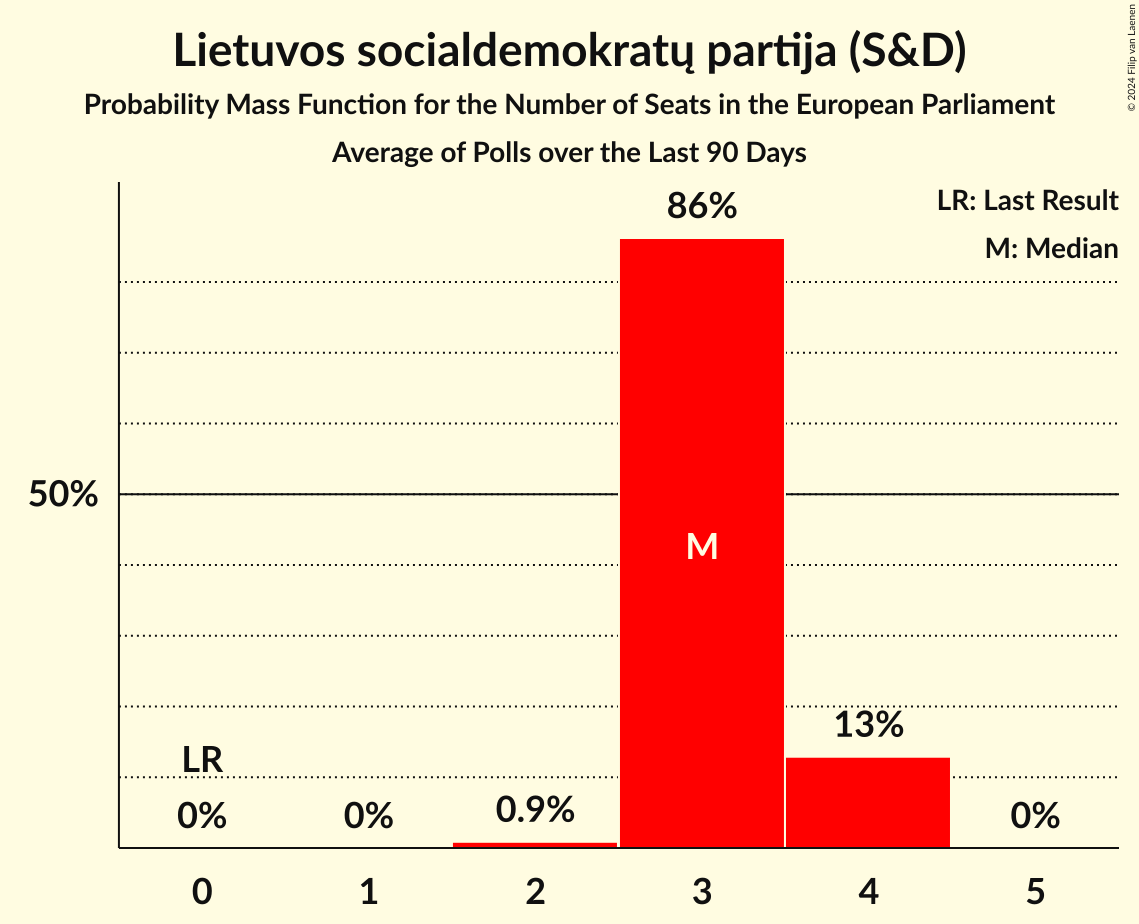 Lietuvos socialdemokratų partija (S&D)
Probability Mass Function for the Number of Seats in the European Parliament
Average of Polls over the Last 90 Days
© 2024 Filip van Laenen
LR: Last Result
M: Median
86%
50%
M
13%
LR
0%
0%
0.9%
0%
0
1
2
3
4
5